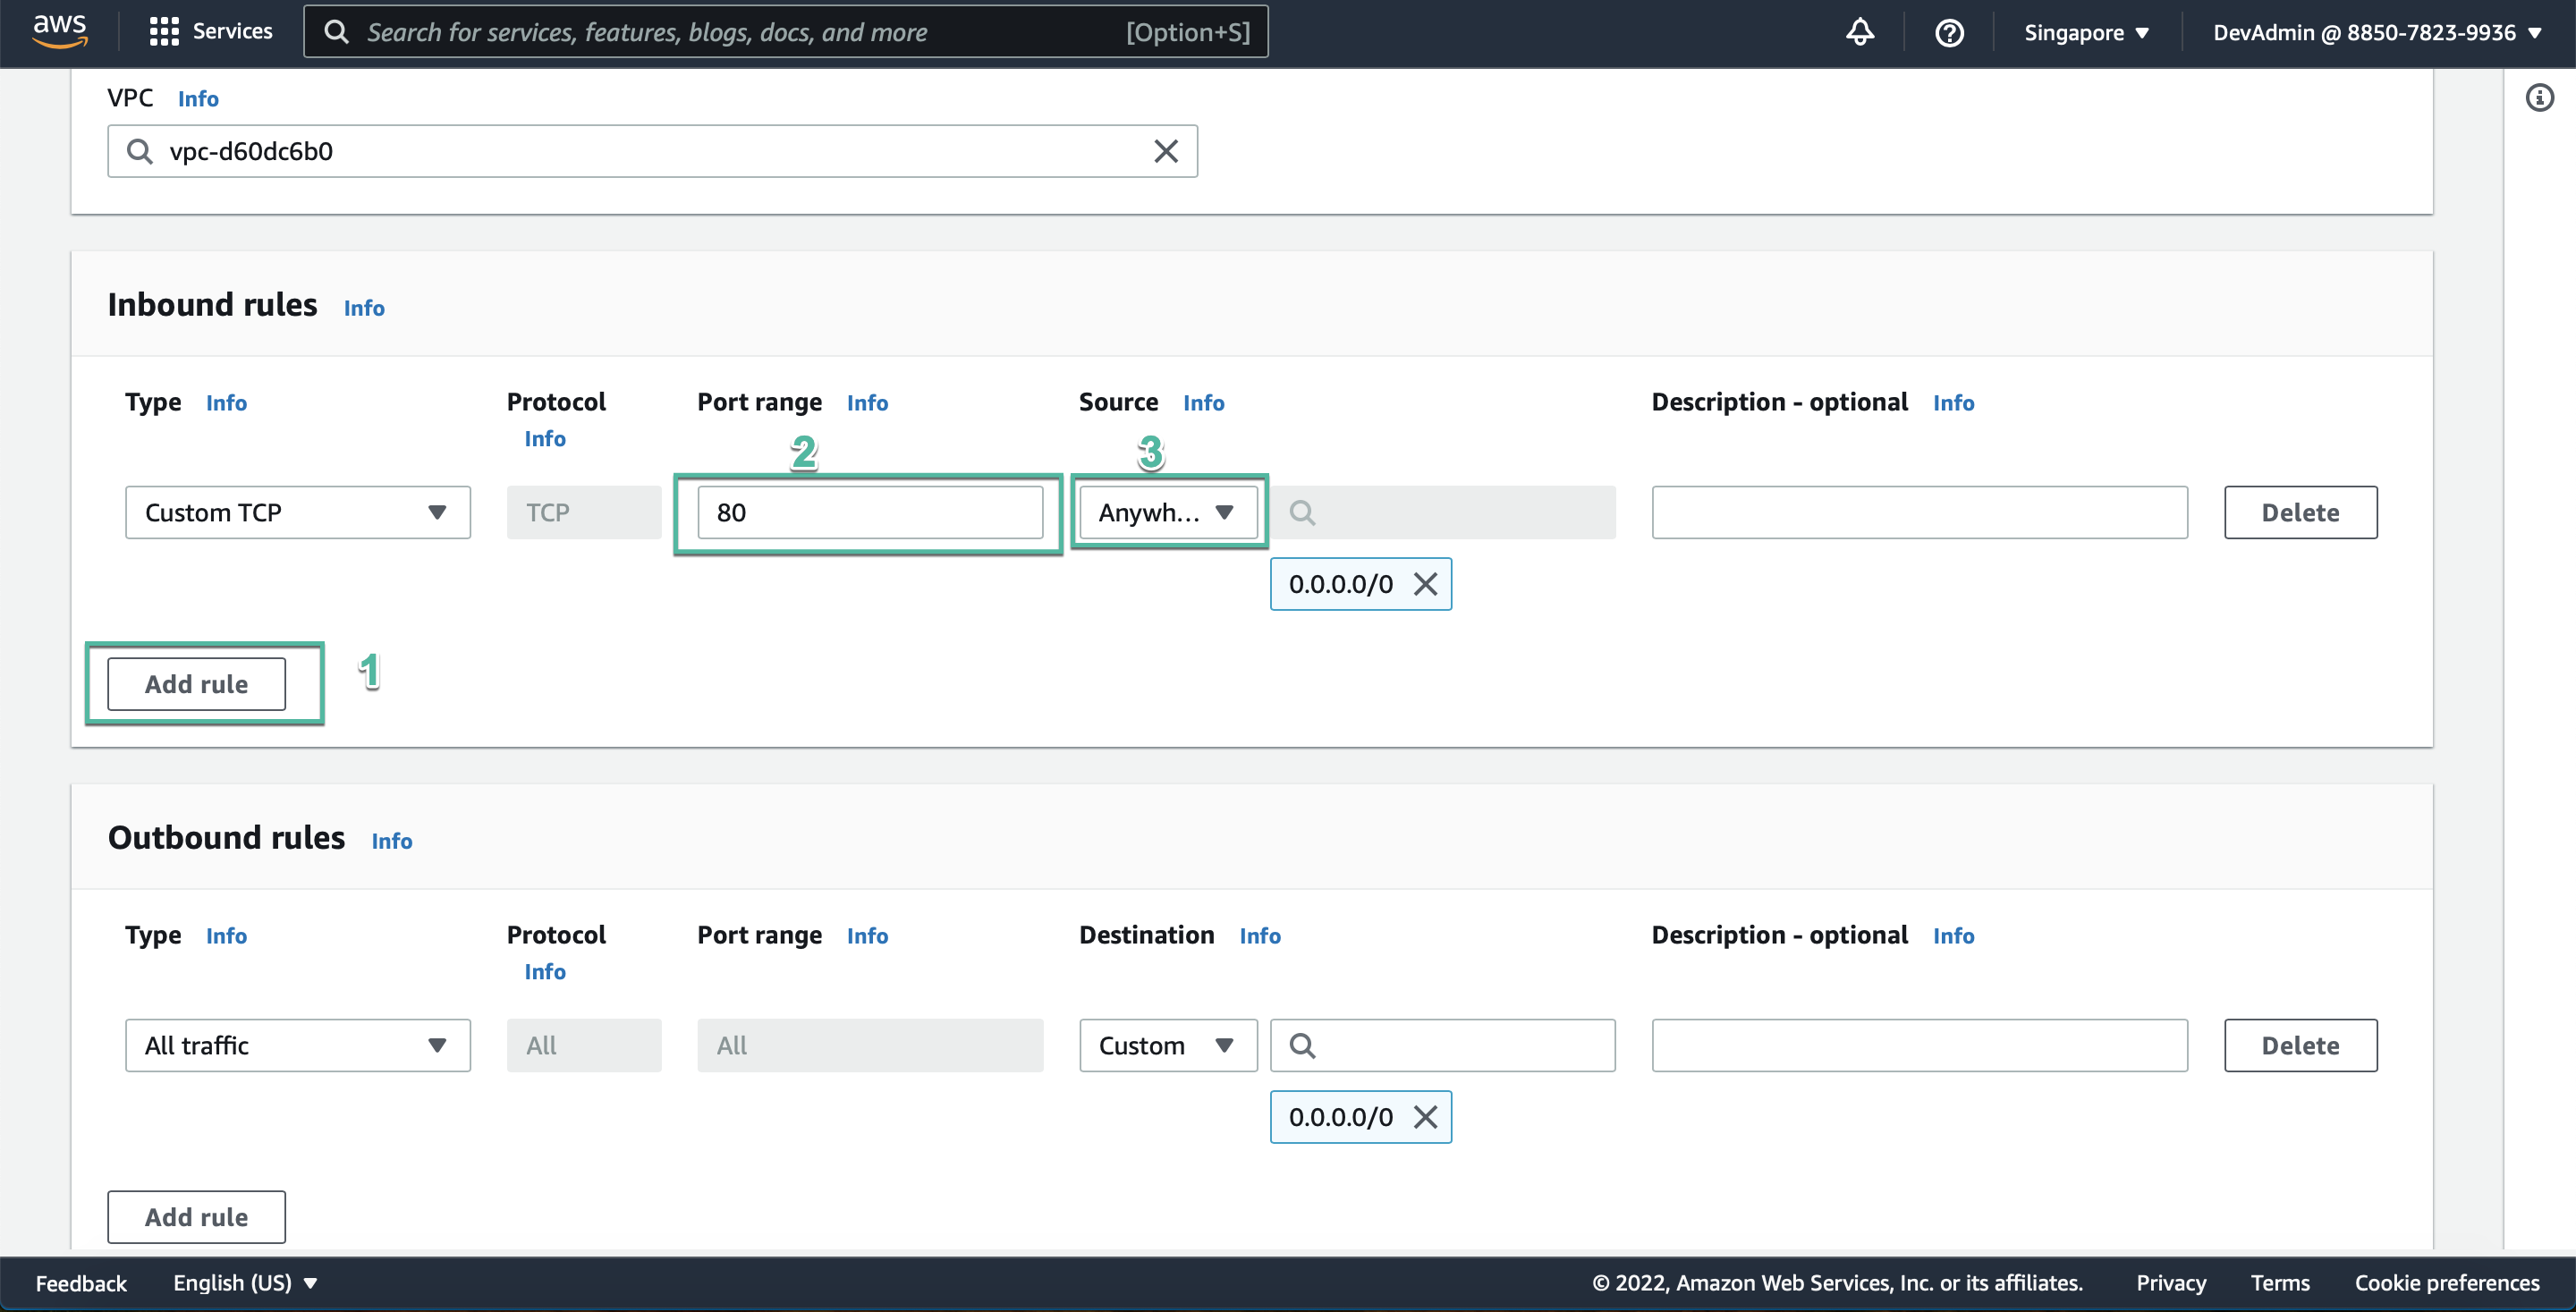 aws Services Search for services, features, blogs, docs, and more [Option+S] Singapore DevAdmin @ 8850-7823-9936
VPC Info
vpc-d60dc6b0
Inbound rules Info
Type Info Protocol Port range Info Source Info Description - optional Info
Info
2 3
Custom TCP TCP 80 Anywh... Delete
0.0.0.0/0
Add rule 1
Outbound rules Info
Type Info Protocol Port range Info Destination Info Description - optional Info
Info
All traffic All All Custom Delete
0.0.0.0/0
Add rule
Feedback English (US) © 2022, Amazon Web Services, Inc. or its affiliates. Privacy Terms Cookie preferences